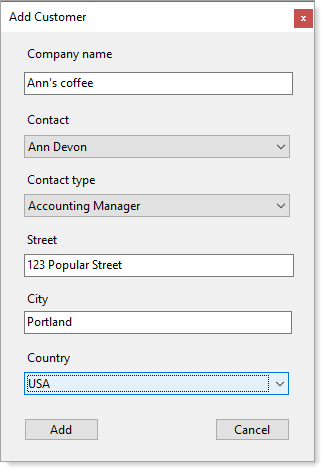 Add Customer
x
Company name
Ann's coffee
Contact
Ann Devon
Contact type
Accounting Manager
Street
123 Popular Street
City
Portland
Country
USA
Add Cancel